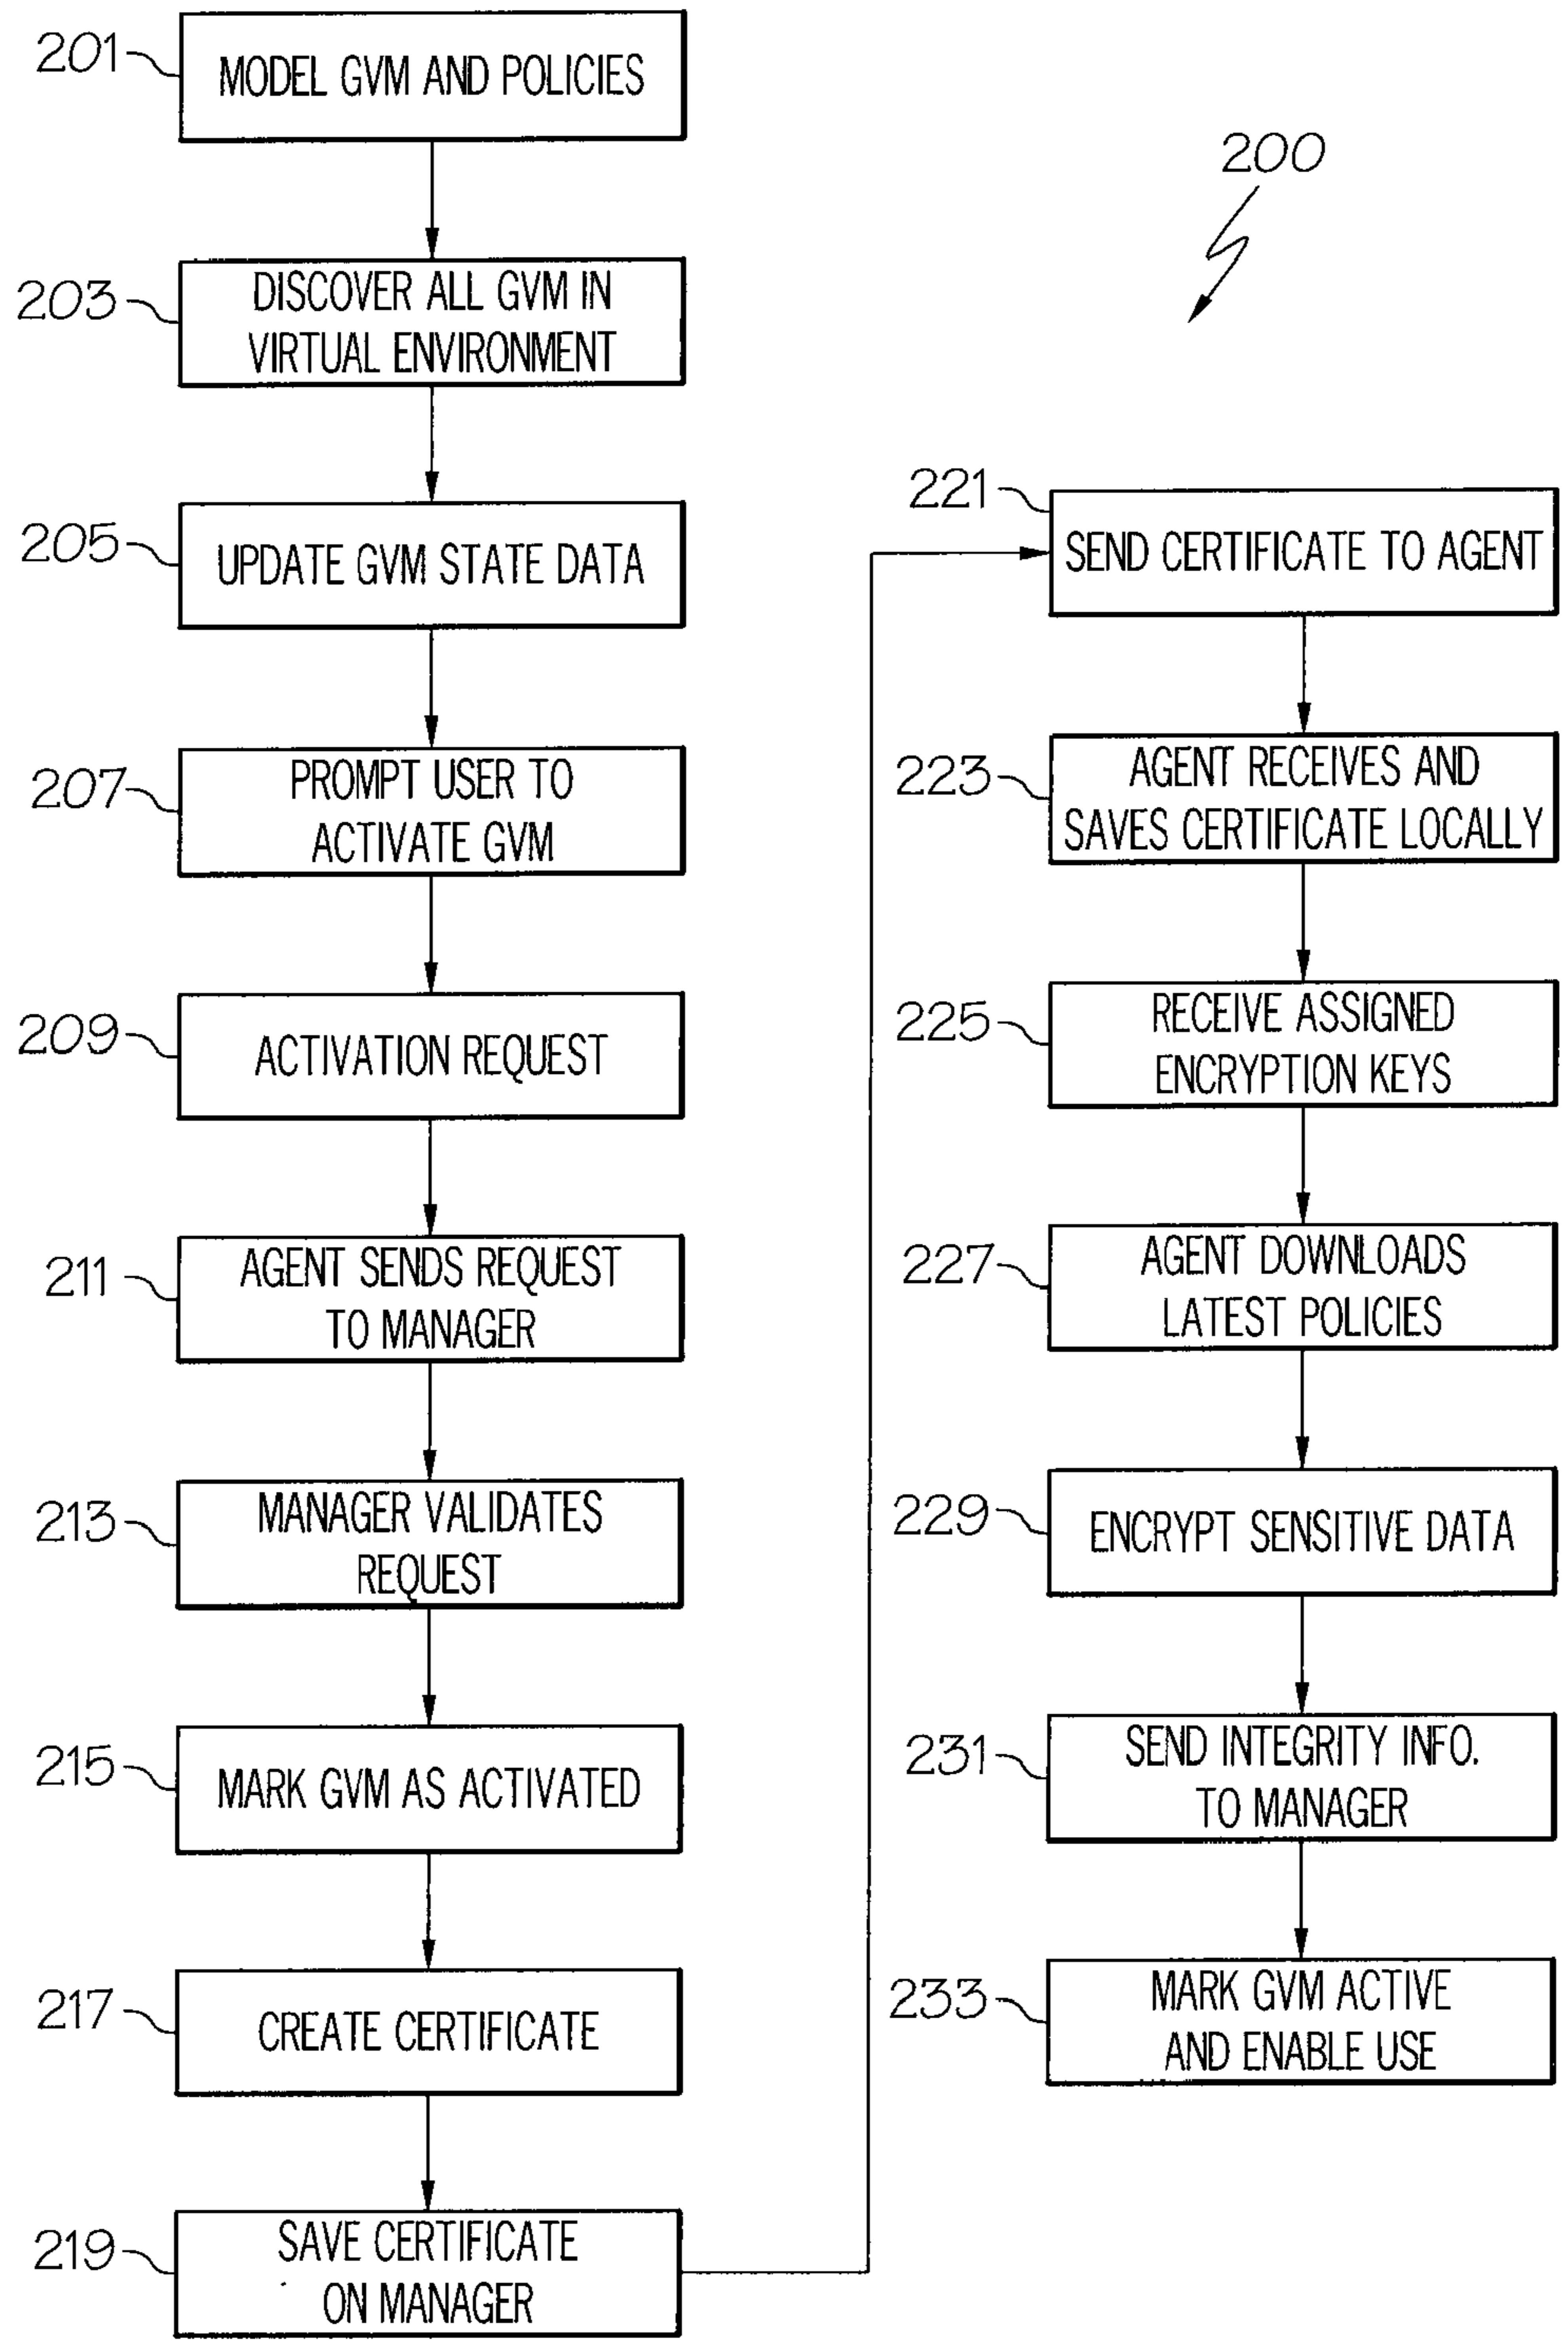 201
MODEL GVM AND POLICIES
203
DISCOVER ALL GVM IN
VIRTUAL ENVIRONMENT
205
UPDATE GVM STATE DATA
207
PROMPT USER TO
ACTIVATE GVM
209
ACTIVATION REQUEST
211
AGENT SENDS REQUEST
TO MANAGER
213
MANAGER VALIDATES
REQUEST
215
MARK GVM AS ACTIVATED
217
CREATE CERTIFICATE
219
SAVE CERTIFICATE
ON MANAGER
200
221
SEND CERTIFICATE TO AGENT
223
AGENT RECEIVES AND
SAVES CERTIFICATE LOCALLY
225
RECEIVE ASSIGNED
ENCRYPTION KEYS
227
AGENT DOWNLOADS
LATEST POLICIES
229
ENCRYPT SENSITIVE DATA
231
SEND INTEGRITY INFO.
TO MANAGER
233
MARK GVM ACTIVE
AND ENABLE USE